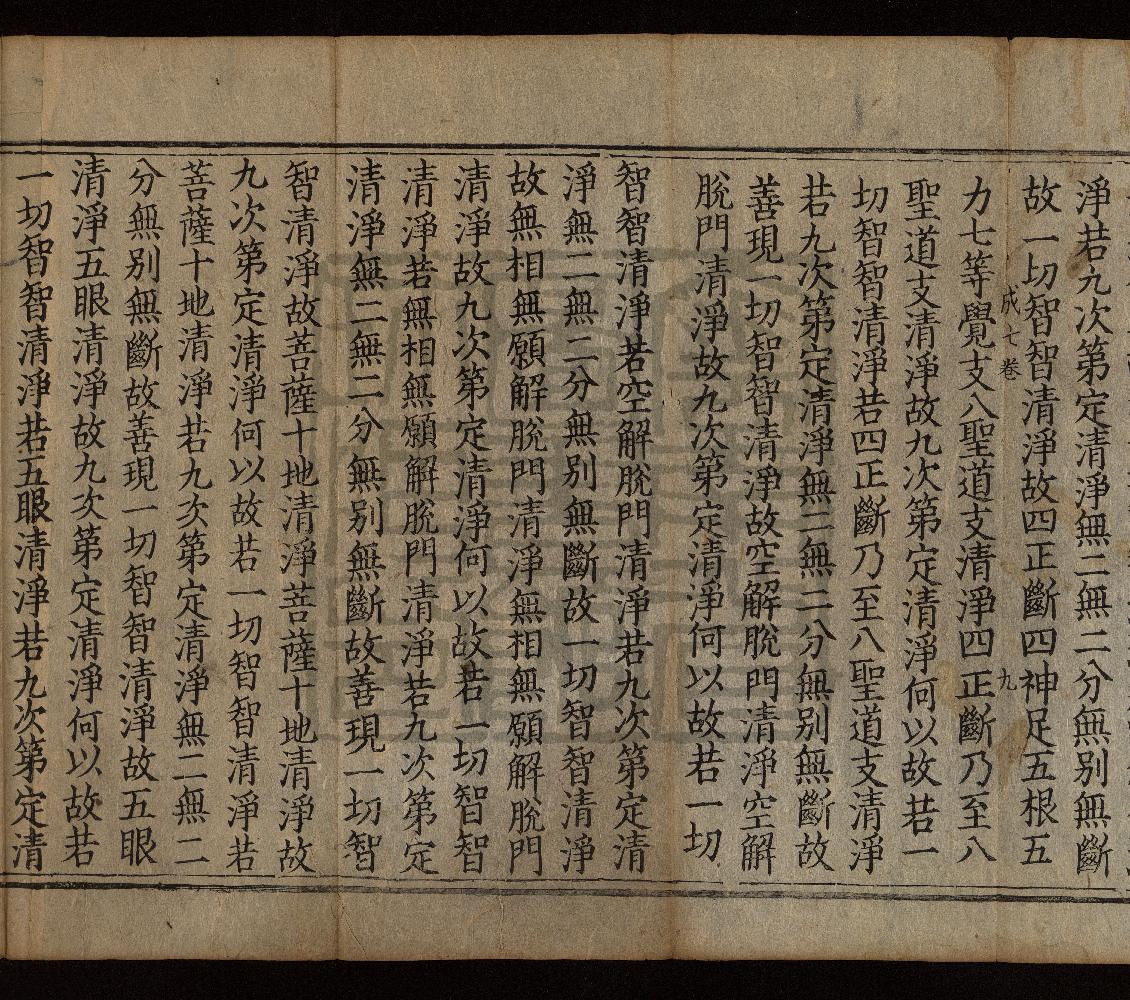 淨若九次第定清淨無二無二分無別無斷
故一切智智清淨故四正斷四神足五根五
成七卷 九
力七等覺支八聖道支清淨四正斷乃至八
聖道支清淨故九次第定清淨何以故若一
切智智清淨若四正斷乃至八聖道支清淨
若九次第定清淨無二無二分無別無斷故
善現一切智智清淨故空解脫門清淨空解
脫門清淨故九次第定清淨何以故若一切
智智清淨若空解脫門清淨若九次第定清
淨無二無二分無別無斷故一切智智清淨
故無相無願解脫門清淨無相無願解脫門
清淨故九次第定清淨何以故若一切智智
清淨若無相無願解脫門清淨若九次第定
清淨無二無二分無別無斷故善現一切智
智清淨故菩薩十地清淨菩薩十地清淨故
九次第定清淨何以故若一切智智清淨若
菩薩十地清淨若九次第定清淨無二無二
分無別無斷故善現一切智智清淨故五眼
清淨五眼清淨故九次第定清淨何以故若
一切智智清淨若五眼清淨若九次第定清